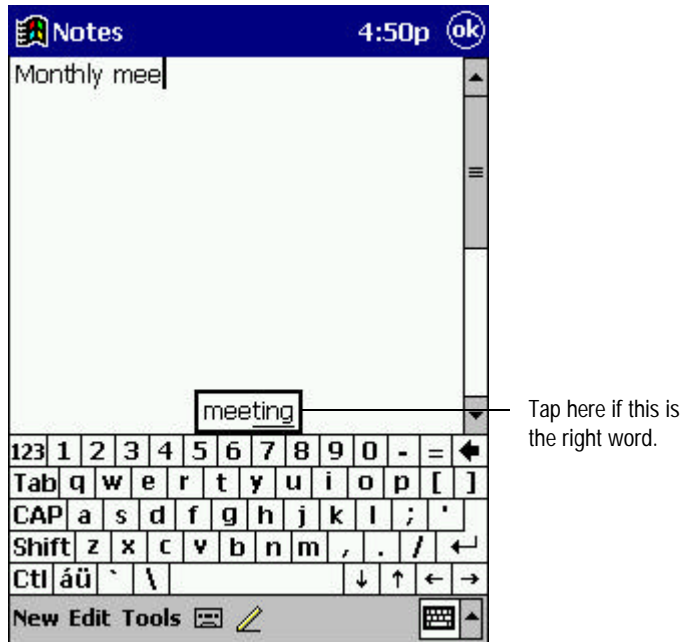 Notes 4:50p ok
Monthly mee
meeting
Tap here if this is
the right word.
123 1 2 3 4 5 6 7 8 9 0 - =
Tab q w e r t y u i o p [ ]
CAP a s d f g h j k l ; '
Shift z x c v b n m , . /
Ctl áü ` \ ↓ ↑ ← →
New Edit Tools